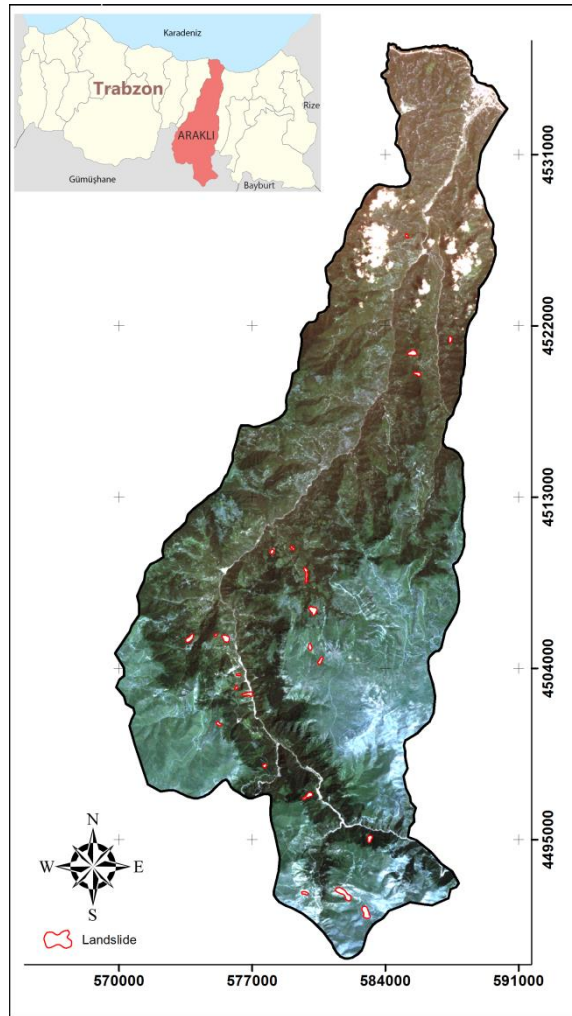 Karadeniz
Trabzon
Rize
ARAKLI
Gümüşhane
Bayburt
4531000
4522000
4513000
4504000
4495000
N
W
E
S
Landslide
570000
577000
584000
591000